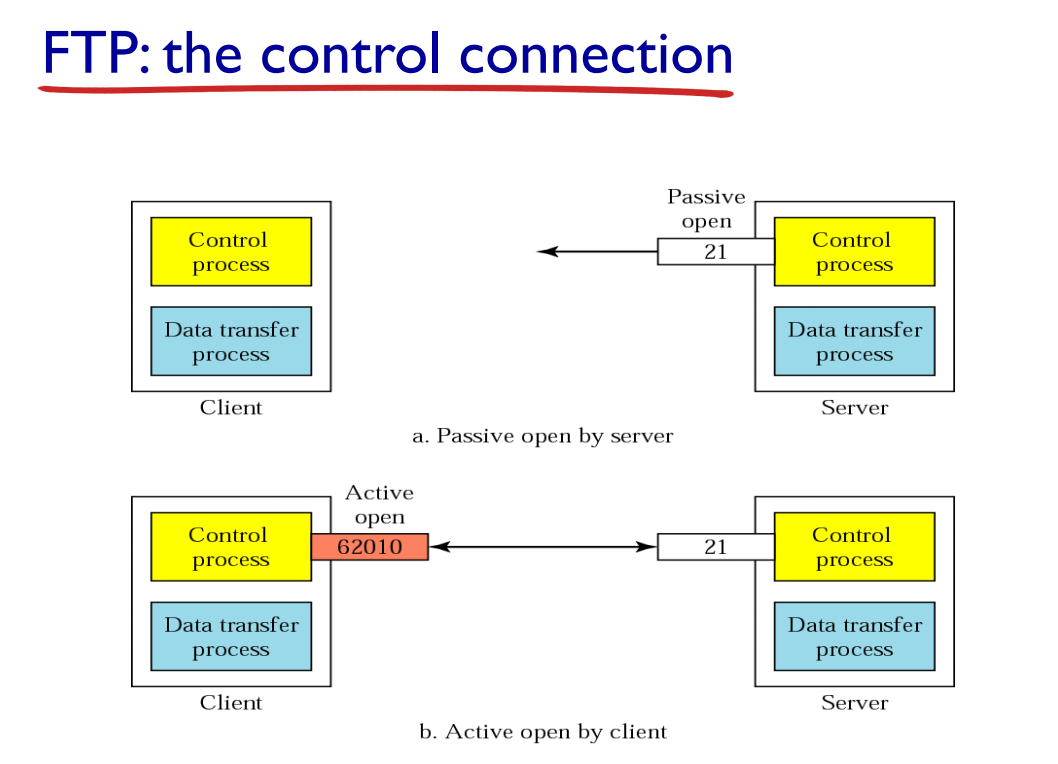 FTP: the control connection
Passive
open
Control
process
21
Control
process
Data transfer
process
Data transfer
process
Client
Server
a. Passive open by server
Active
open
Control
process
62010
21
Control
process
Data transfer
process
Data transfer
process
Client
Server
b. Active open by client